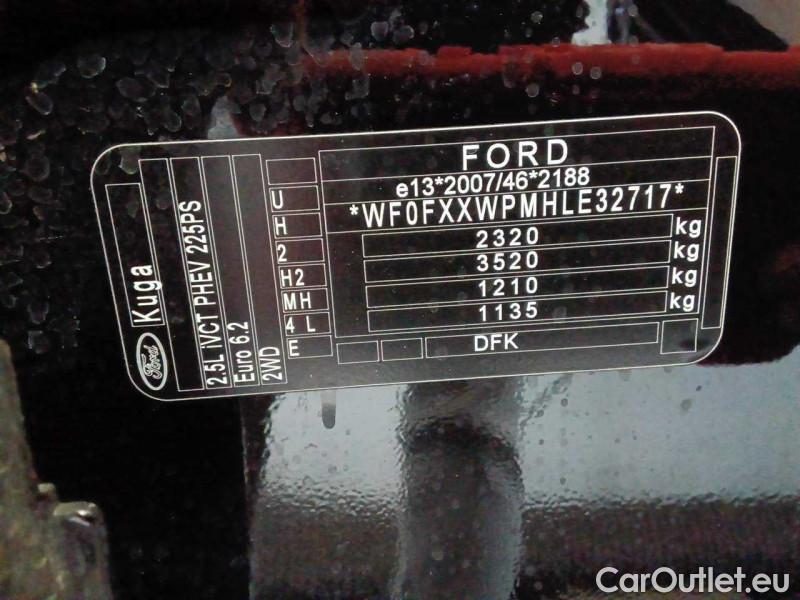 FORD
e13*2007/46*2188
*WF0FXXWPMHLE32717*
2320 kg
3520 kg
1210 kg
1135 kg
DFK
U
H
2
H2
MH
4 L
E
Kuga
Ford
2.5L iVCT PHEV 225PS
Euro 6.2
2WD
CarOutlet.eu